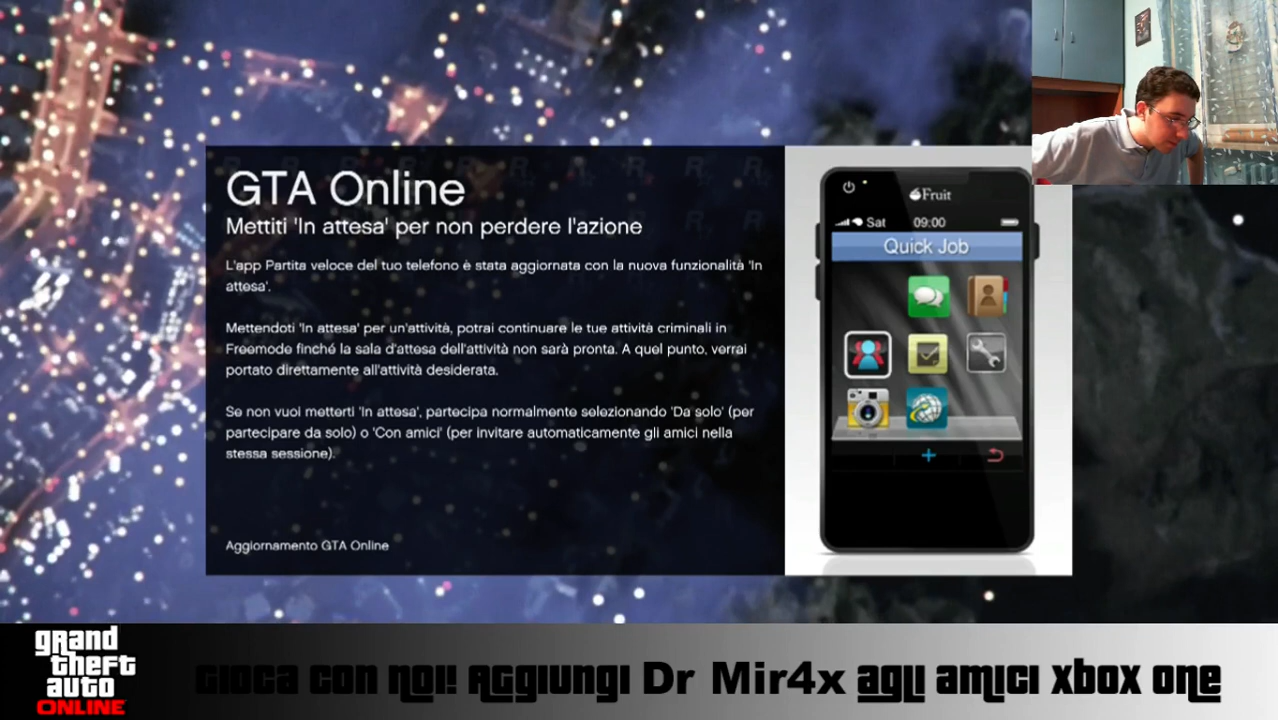 GTA Online
Mettiti 'In attesa' per non perdere l'azione
L'app Partita veloce del tuo telefono è stata aggiornata con la nuova funzionalità 'In
attesa'.
Mettendoti 'In attesa' per un'attività, potrai continuare le tue attività criminali in
Freemode finché la sala d'attesa dell'attività non sarà pronta. A quel punto, verrai
portato direttamente all'attività desiderata.
Se non vuoi metterti 'In attesa', partecipa normalmente selezionando 'Da solo' (per
partecipare da solo) o 'Con amici' (per invitare automaticamente gli amici nella
stessa sessione).
Aggiornamento GTA Online
Fruit
Sat 09:00
Quick Job
grand
theft
auto
ONLINE
Gioca con noi! Aggiungi Dr Mir4x agli amici xbox one